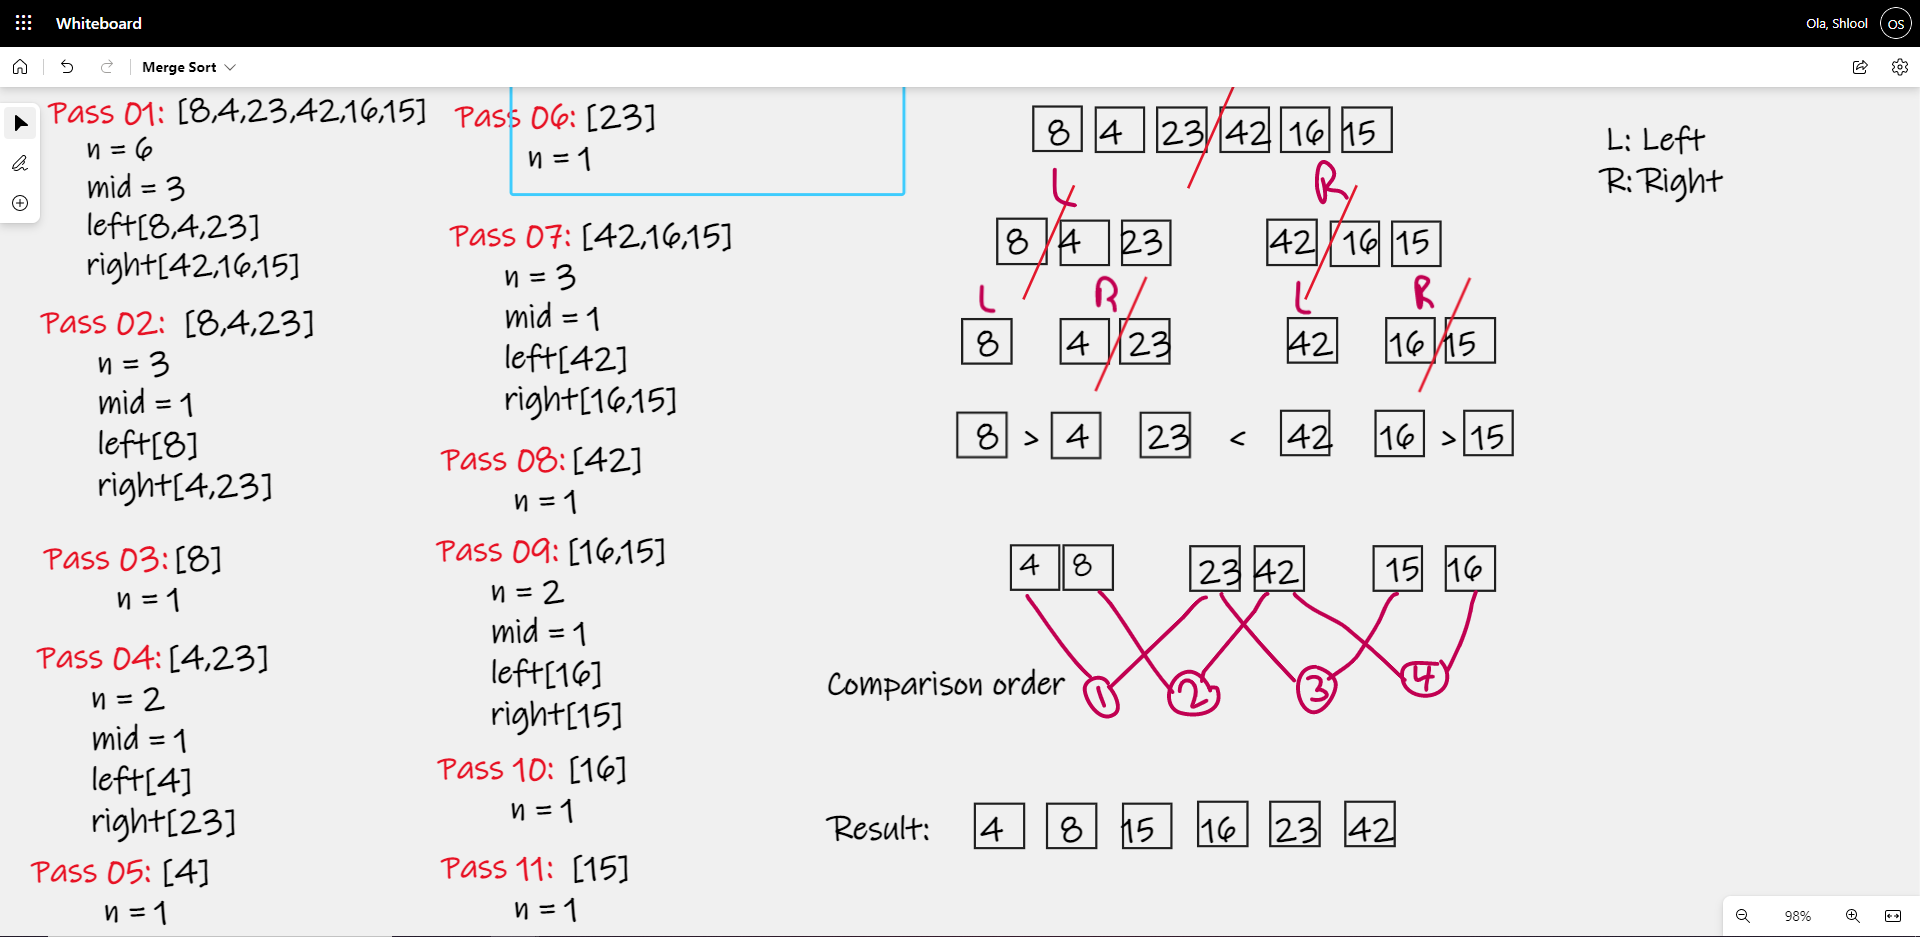 Whiteboard
Ola, Shlool
OS
Merge Sort
Pass 01: [8,4,23,42,16,15]
n = 6
mid = 3
left[8,4,23]
right[42,16,15]
Pass 02: [8,4,23]
n = 3
mid = 1
left[8]
right[4,23]
Pass 03: [8]
n = 1
Pass 04: [4,23]
n = 2
mid = 1
left[4]
right[23]
Pass 05: [4]
n = 1
Pass 06: [23]
n = 1
Pass 07: [42,16,15]
n = 3
mid = 1
left[42]
right[16,15]
Pass 08: [42]
n = 1
Pass 09: [16,15]
n = 2
mid = 1
left[16]
right[15]
Pass 10: [16]
n = 1
Pass 11: [15]
n = 1
8 4 23 42 16 15
L R
8 4 23 42 16 15
L R L R
8 4 23 42 16 15
8 > 4 23 < 42 16 > 15
4 8 23 42 15 16
Comparison order 1 2 3 4
Result: 4 8 15 16 23 42
L: Left
R: Right
98%